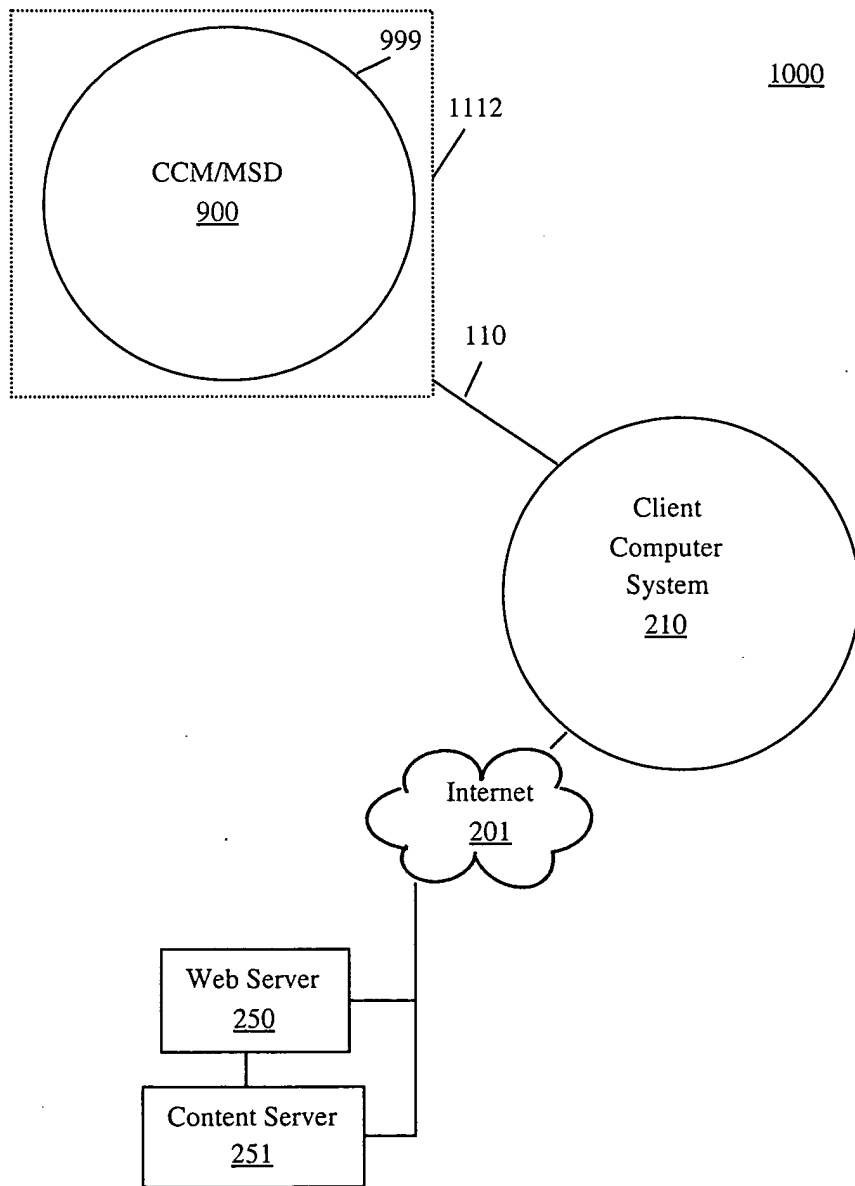 999
1000
1112
CCM/MSD
900
110
Client
Computer
System
210
Internet
201
Web Server
250
Content Server
251